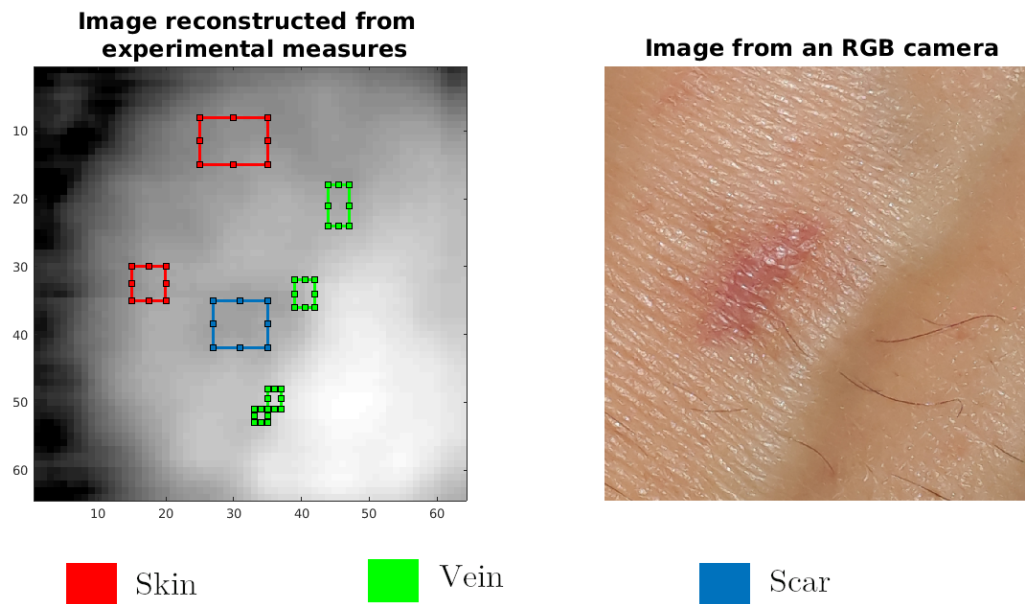 Image reconstructed from
experimental measures
Image from an RGB camera
10
20
30
40
50
60
10 20 30 40 50 60
Skin
Vein
Scar